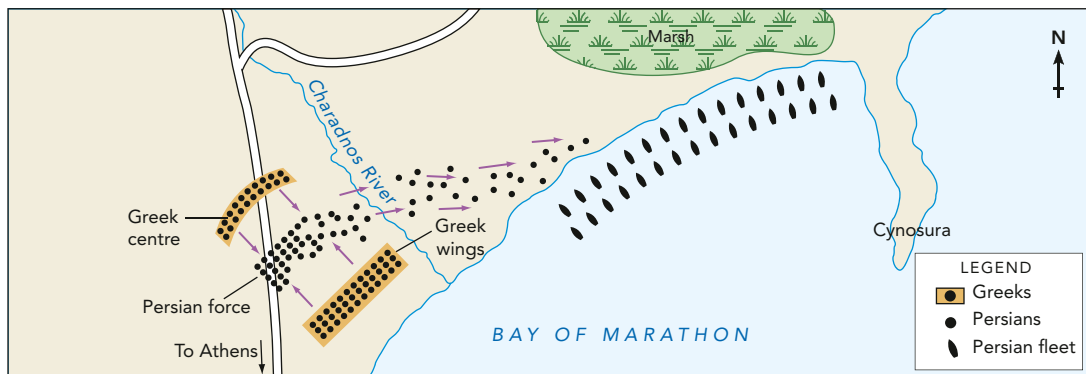 Marsh
N
Charadnos River
Greek
centre
Greek
wings
Cynosura
Persian force
To Athens
BAY OF MARATHON
LEGEND
Greeks
Persians
Persian fleet